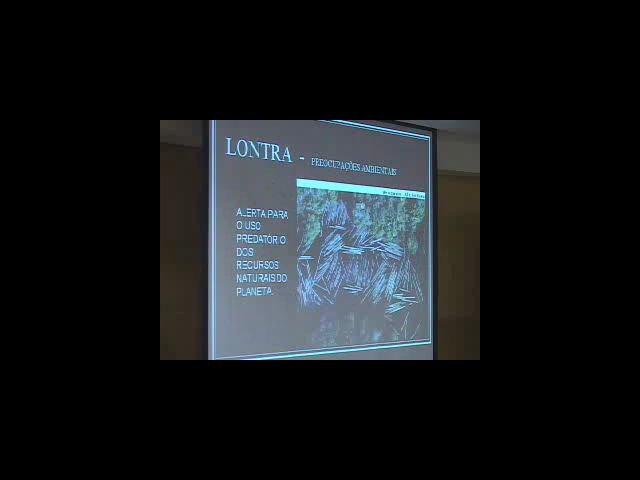 LONTRA - PREOCUPAÇÕES AMBIENTAIS
ALERTA PARA
O USO
PREDATÓRIO
DOS
RECURSOS
NATURAIS DO
PLANETA.